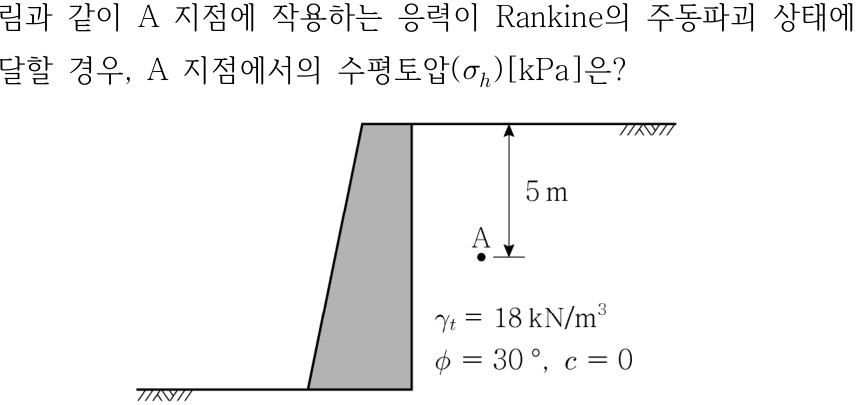 림과 같이 A 지점에 작용하는 응력이 Rankine의 주동파괴 상태에
달할 경우, A 지점에서의 수평토압(σₕ)[kPa]은?
5 m
A
γₜ = 18 kN/m³
ϕ = 30 °, c = 0